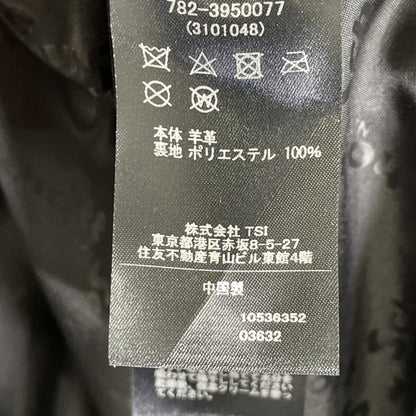 782-3950077
(3101048)
本体 羊革
裏地 ポリエステル 100%
株式会社 TSI
東京都港区赤坂8-5-27
住友不動産青山ビル東館4階
中国製
10536352
03632